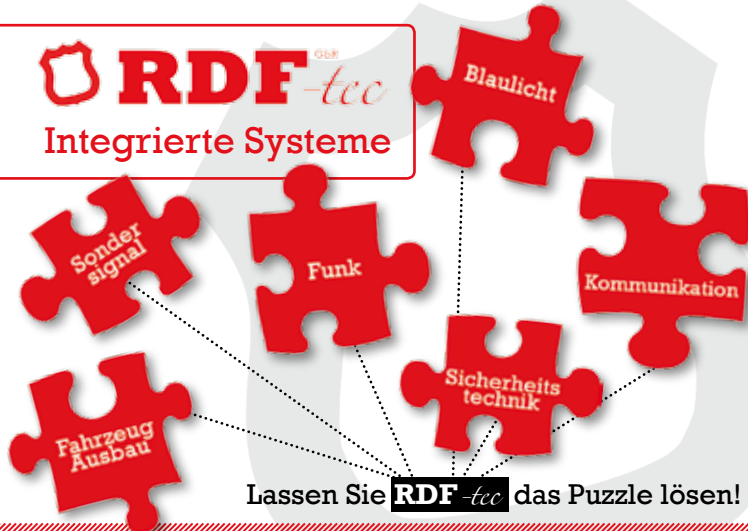 GbR
RDF-tec
Integrierte Systeme
Blaulicht
Sonder
signal
Funk
Kommunikation
Sicherheits
technik
Fahrzeug
Ausbau
Lassen Sie RDF-tec das Puzzle lösen!